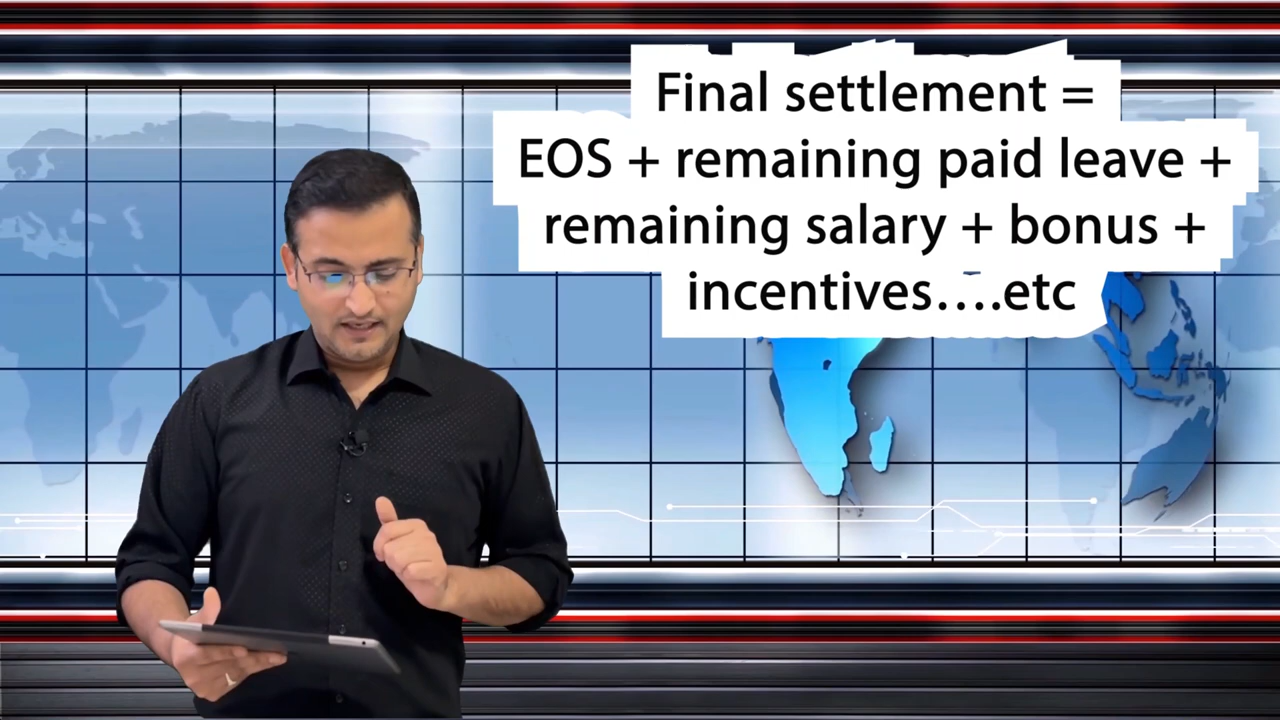 Final settlement =
EOS + remaining paid leave +
remaining salary + bonus +
incentives....etc